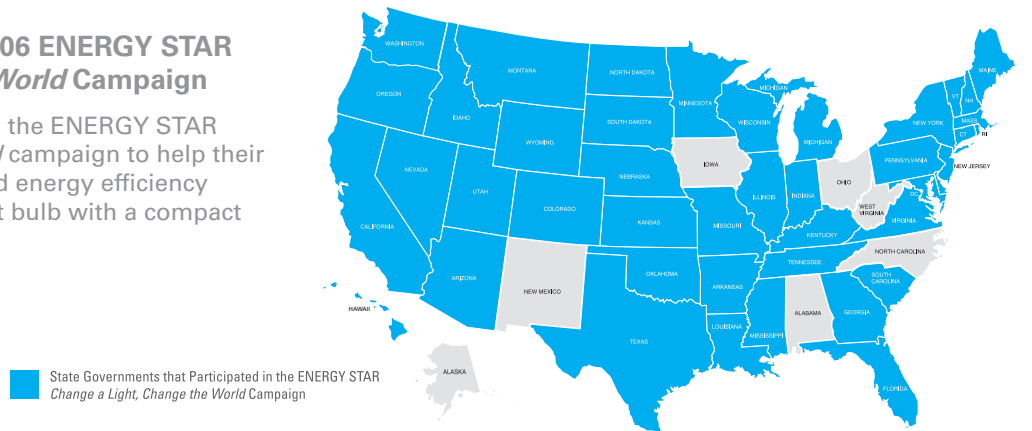 06 ENERGY STAR
World Campaign
the ENERGY STAR
campaign to help their
energy efficiency
bulb with a compact
WASHINGTON
OREGON
CALIFORNIA
NEVADA
IDAHO
MONTANA
WYOMING
UTAH
ARIZONA
COLORADO
NEW MEXICO
NORTH DAKOTA
SOUTH DAKOTA
NEBRASKA
KANSAS
OKLAHOMA
TEXAS
MINNESOTA
IOWA
MISSOURI
ARKANSAS
LOUISIANA
WISCONSIN
ILLINOIS
MICHIGAN
MICHIGAN
INDIANA
OHIO
KENTUCKY
TENNESSEE
MISSISSIPPI
ALABAMA
GEORGIA
FLORIDA
SOUTH
CAROLINA
NORTH CAROLINA
VIRGINIA
WEST
VIRGINIA
DC
PENNSYLVANIA
NEW JERSEY
NEW YORK
CT
RI
MASS
VT
NH
MAINE
HAWAII
ALASKA
State Governments that Participated in the ENERGY STAR
Change a Light, Change the World Campaign